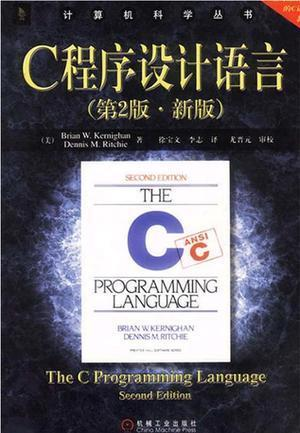 计算机科学丛书
C程序设计语言
(第2版·新版)
(美) Brian W. Kernighan
Dennis M. Ritchie 著 徐宝文 李志 译 尤晋元 审校
SECOND EDITION
THE
C
ANSI
C
PROGRAMMING
LANGUAGE
BRIAN W. KERNIGHAN
DENNIS M. RITCHIE
PRENTICE HALL SOFTWARE SERIES
The C Programming Language
Second Edition
机械工业出版社
China Machine Press